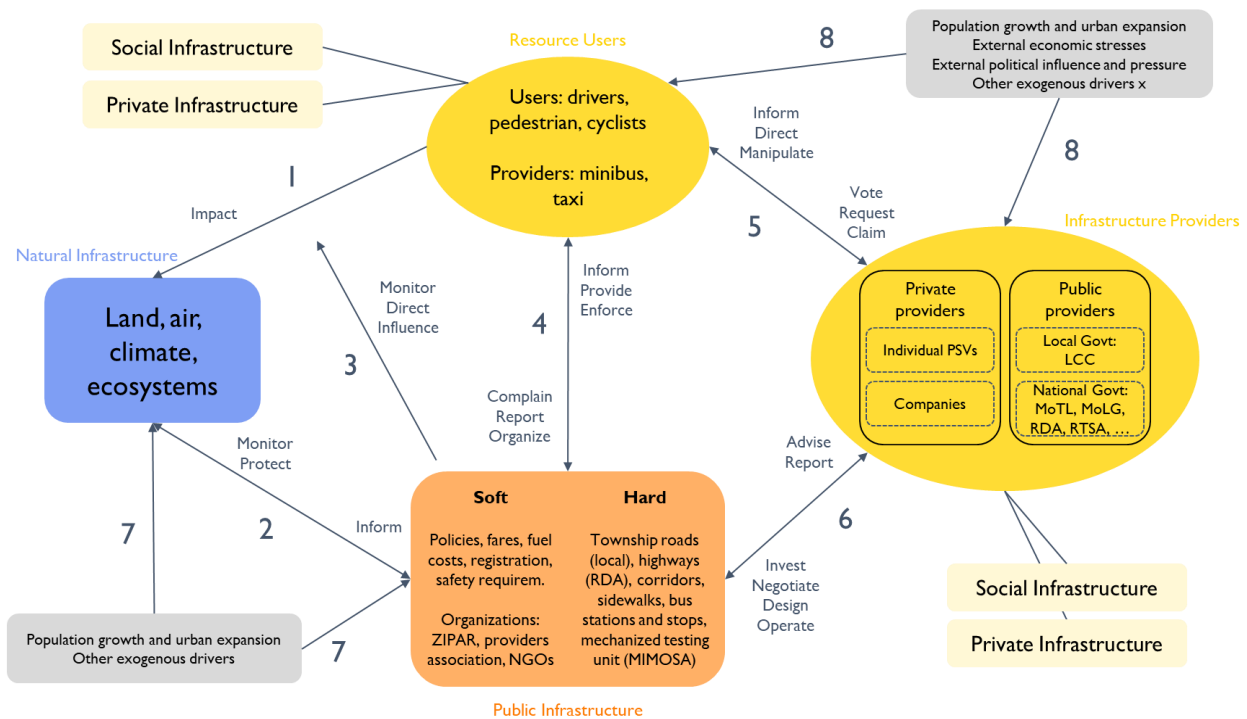 Social Infrastructure
Private Infrastructure
Resource Users
Users: drivers,
pedestrian, cyclists
Providers: minibus,
taxi
8
Population growth and urban expansion
External economic stresses
External political influence and pressure
Other exogenous drivers x
8
1
Impact
Inform
Direct
Manipulate
5
Vote
Request
Claim
Infrastructure Providers
Private
providers
Individual PSVs
Companies
Public
providers
Local Govt:
LCC
National Govt:
MoTL, MoLG,
RDA, RTSA, ...
Natural Infrastructure
Land, air,
climate,
ecosystems
Monitor
Direct
Influence
3
4
Inform
Provide
Enforce
Complain
Report
Organize
Monitor
Protect
2
Inform
7
7
Population growth and urban expansion
Other exogenous drivers
Soft
Policies, fares, fuel
costs, registration,
safety requirem.
Organizations:
ZIPAR, providers
association, NGOs
Hard
Township roads
(local), highways
(RDA), corridors,
sidewalks, bus
stations and stops,
mechanized testing
unit (MIMOSA)
Public Infrastructure
Advise
Report
6
Invest
Negotiate
Design
Operate
Social Infrastructure
Private Infrastructure